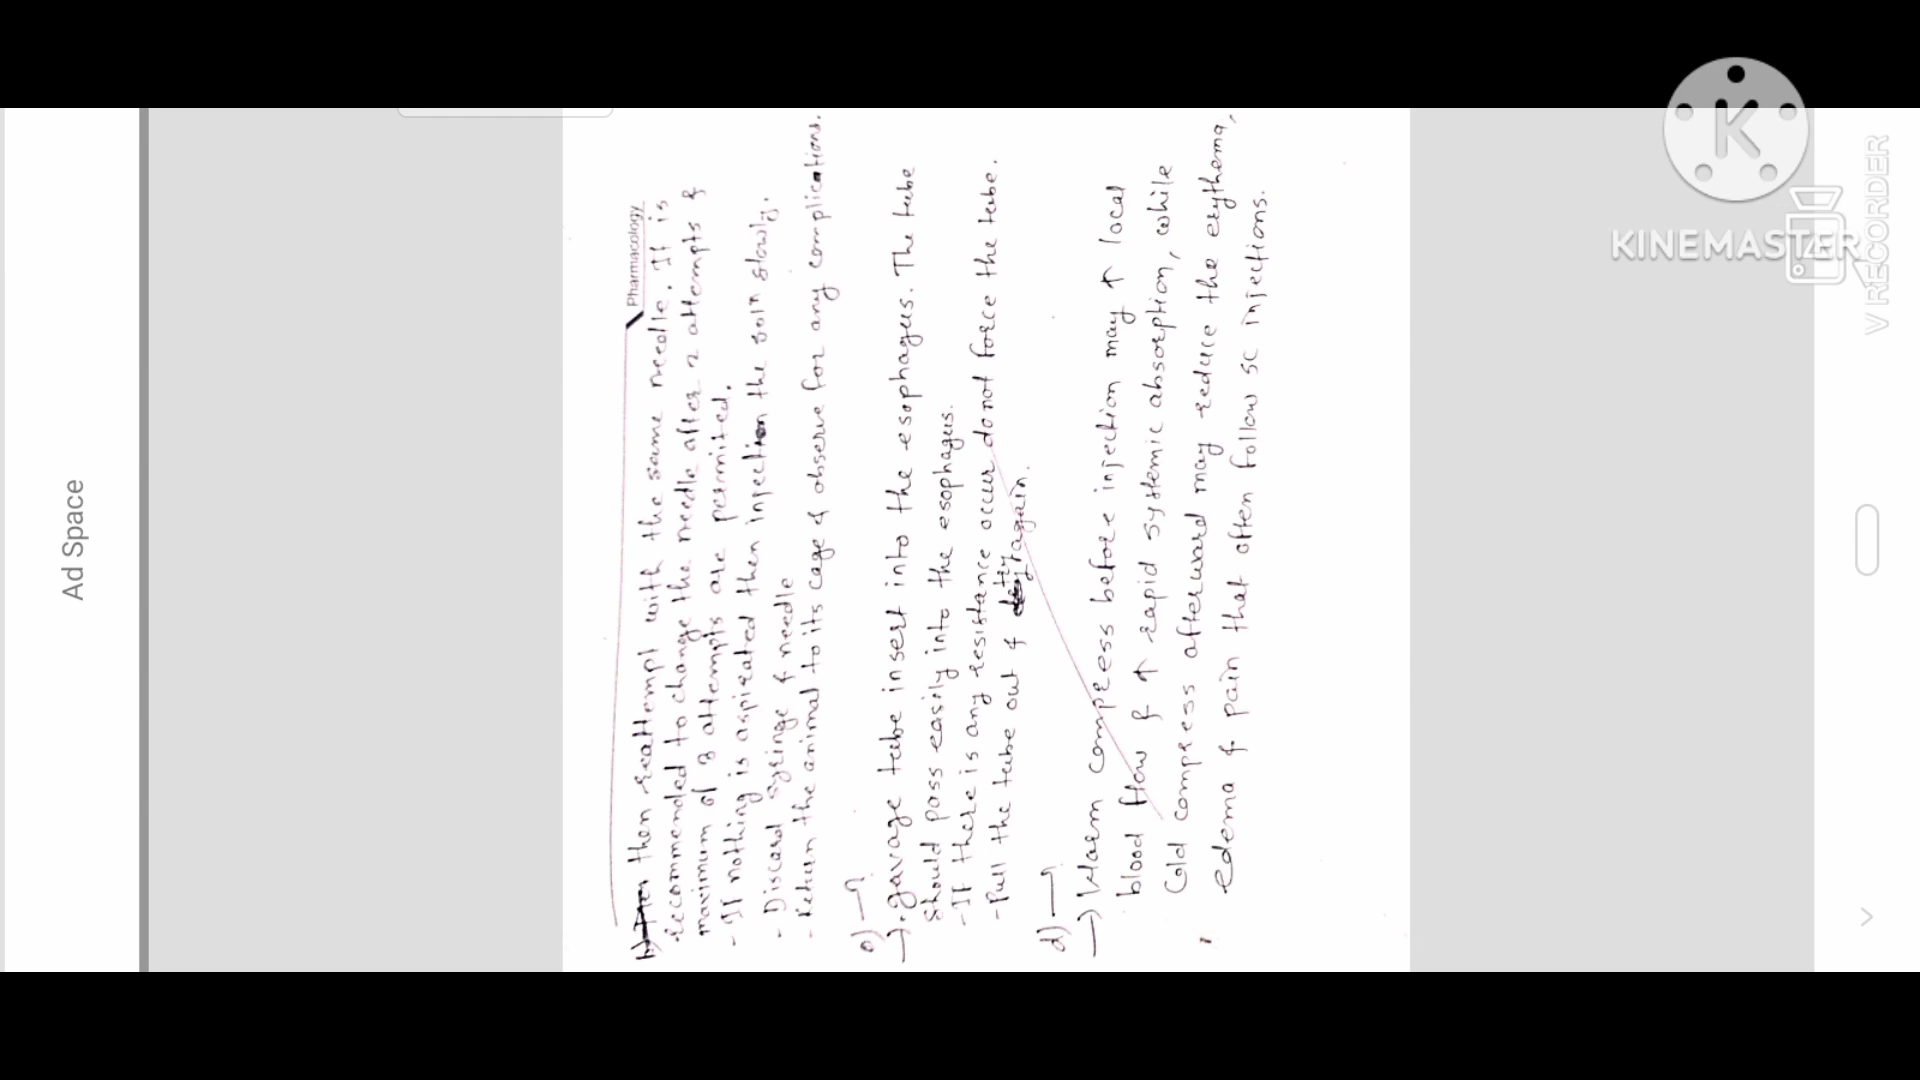 Pharmacology
then reattempt with the same needle. It is
recommended to change the needle after 2 attempts &
maximum of 3 attempts are permited.
- If nothing is aspirated then injection the soln slowly.
- Discard syringe & needle
- Return the animal to its cage & observe for any complications.
c) →
→ . gavage tube insert into the esophagus. The tube
should pass easily into the esophagus.
- If there is any resistance occur do not force the tube.
- Pull the tube out & try again.
d) →
→ Warm compress before injection may ↑ local
blood flow & ↑ rapid systemic absorption, while
Cold compress afterward may reduce the erythema,
edema & pain that often follow sc injections.
Ad Space
KINEMASTER
V RECORDER